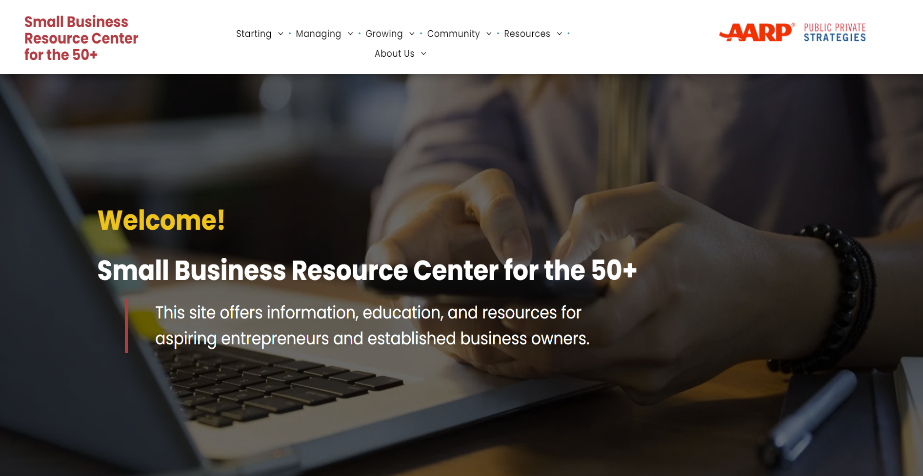 Small Business
Resource Center
for the 50+
Starting · Managing · Growing · Community · Resources ·
About Us
AARP® PUBLIC PRIVATE
STRATEGIES
Welcome!
Small Business Resource Center for the 50+
This site offers information, education, and resources for
aspiring entrepreneurs and established business owners.